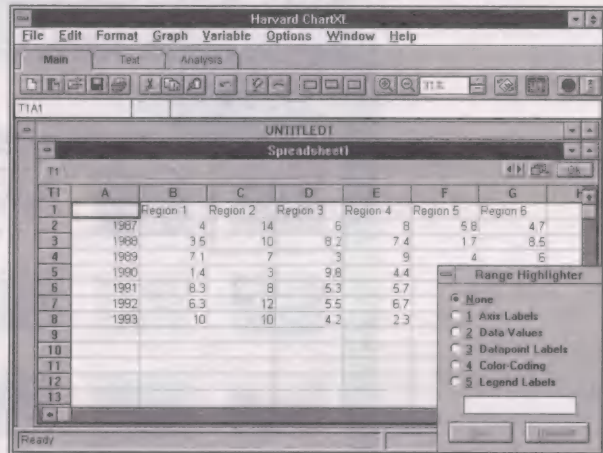 Harvard ChartXL
File Edit Format Graph Variable Options Window Help
Main Text Analysis
T1A1
UNTITLED1
Spreadsheet1
T1
T1 A B C D E F G H
1 Region 1 Region 2 Region 3 Region 4 Region 5 Region 6
2 1987 4 14 6 8 5.8 4.7
3 1988 3.5 10 8.2 7.4 1.7 8.5
4 1989 7.1 7 3 9 4 6
5 1990 1.4 3 9.8 4.4
6 1991 8.3 8 5.3 5.7
7 1992 6.3 12 5.5 6.7
8 1993 10 10 4.2 2.3
9
10
11
12
13
Range Highlighter
None
1 Axis Labels
2 Data Values
3 Datapoint Labels
4 Color-Coding
5 Legend Labels
Ready